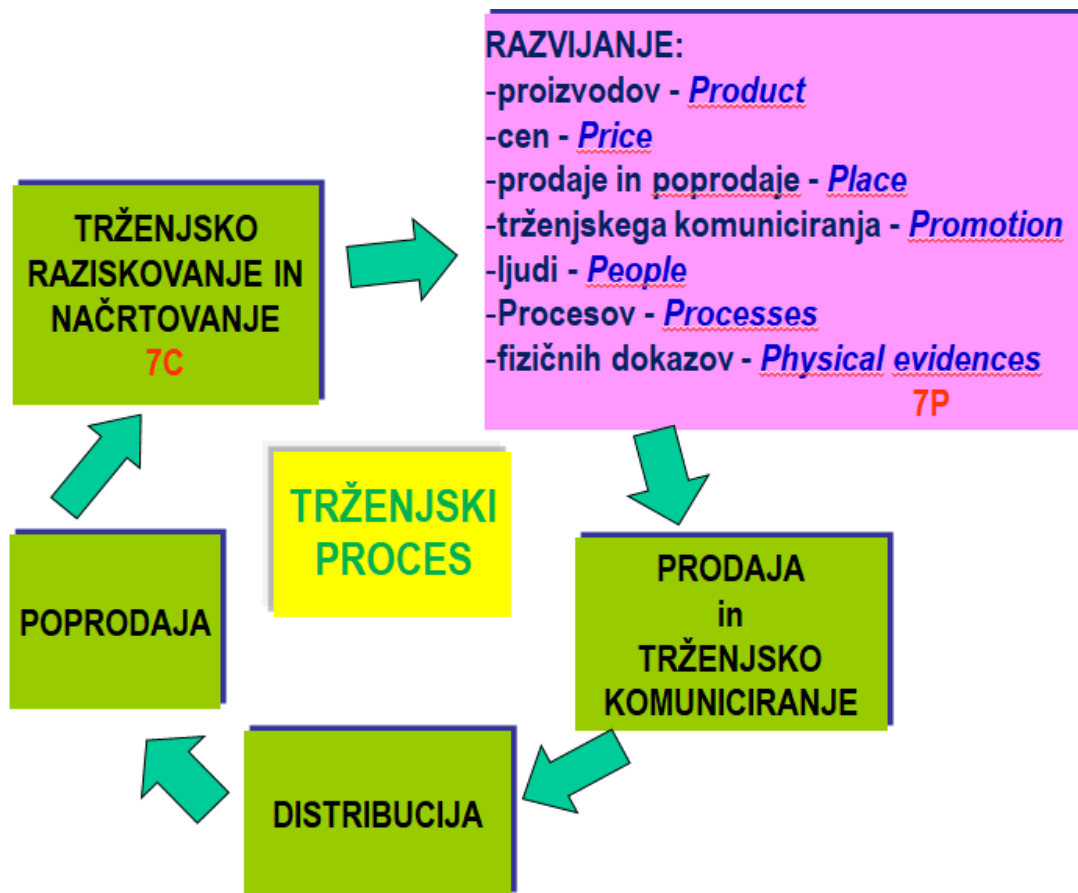 RAZVIJANJE:
-proizvodov - Product
-cen - Price
-prodaje in poprodaje - Place
-trženjskega komuniciranja - Promotion
-ljudi - People
-Procesov - Processes
-fizičnih dokazov - Physical evidences
7P
TRŽENJSKO
RAZISKOVANJE IN
NAČRTOVANJE
7C
TRŽENJSKI
PROCES
PRODAJA
in
TRŽENJSKO
KOMUNICIRANJE
POPRODAJA
DISTRIBUCIJA